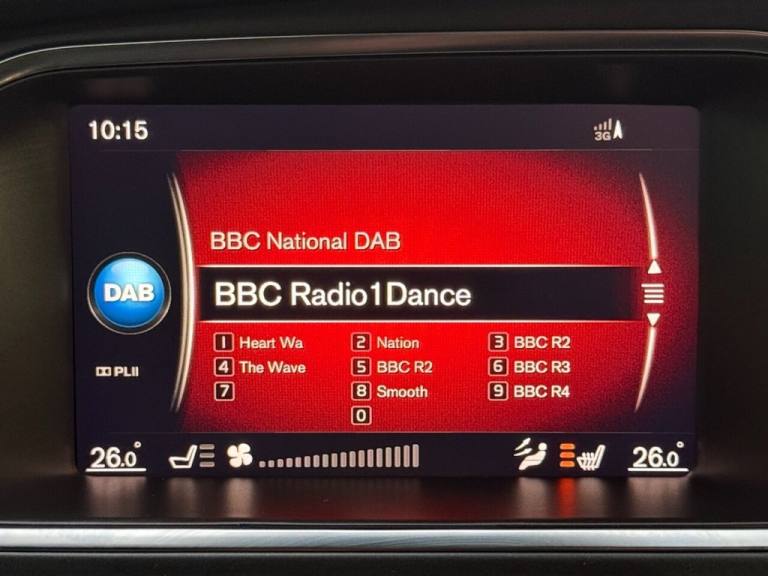 10:15
3G
BBC National DAB
DAB
BBC Radio1Dance
1 Heart Wa 2 Nation 3 BBC R2
4 The Wave 5 BBC R2 6 BBC R3
PLII
7 8 Smooth 9 BBC R4
0
26.0° 26.0°